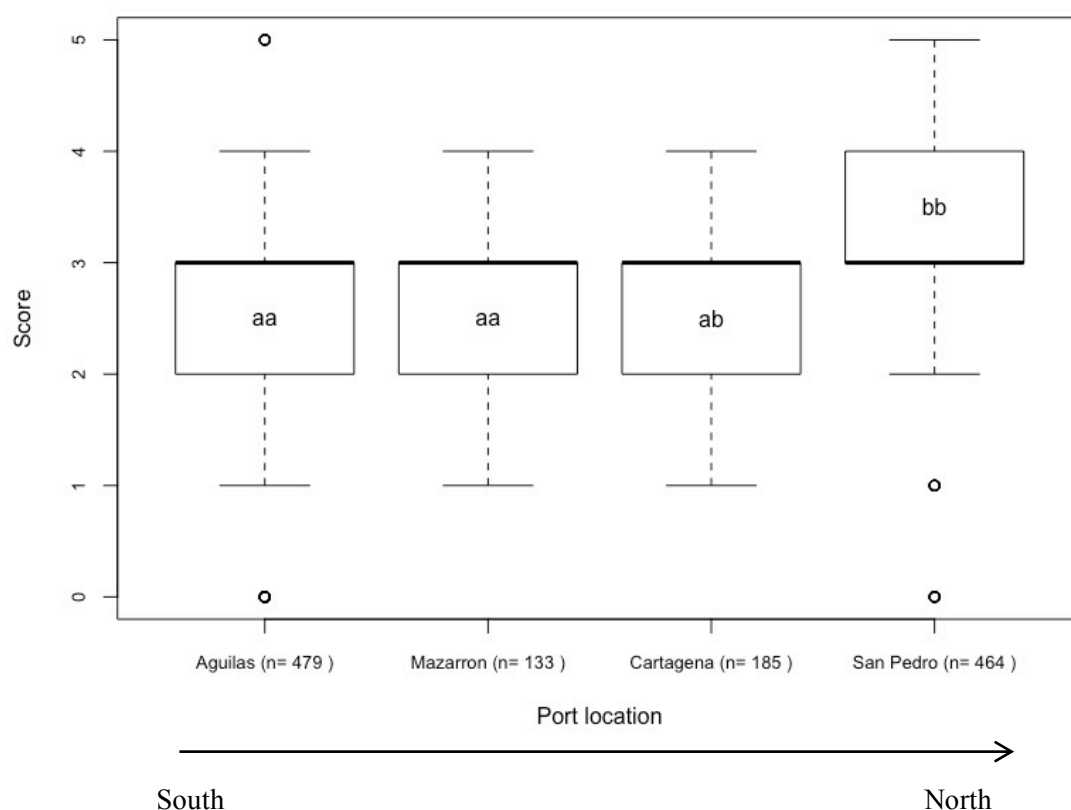 5
4
3
2
1
0
Score
aa
aa
ab
bb
Aguilas (n= 479 )
Mazarron (n= 133 )
Cartagena (n= 185 )
San Pedro (n= 464 )
Port location
South
North